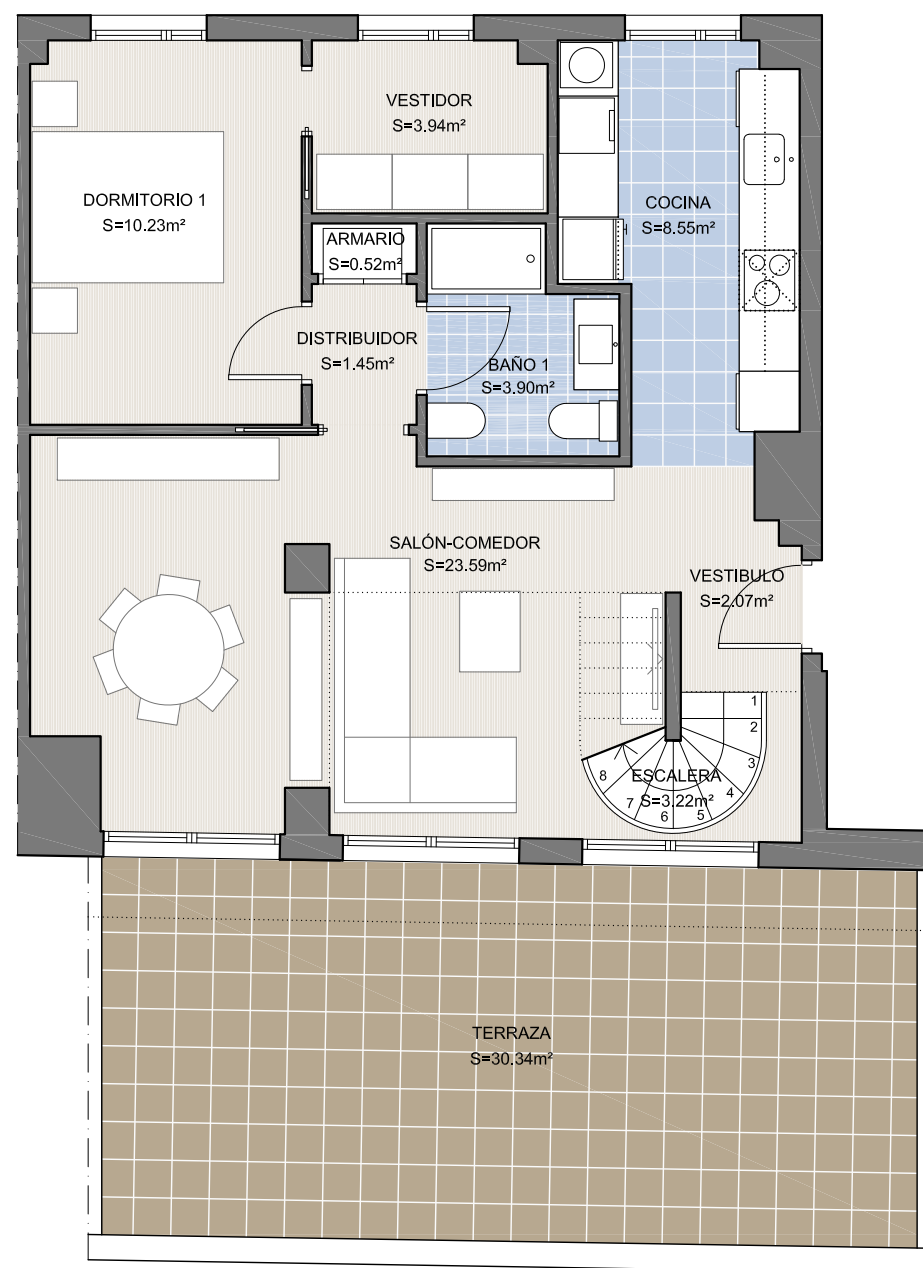 VESTIDOR
S=3.94m²
DORMITORIO 1
S=10.23m²
COCINA
S=8.55m²
ARMARIO
S=0.52m²
DISTRIBUIDOR
S=1.45m²
BAÑO 1
S=3.90m²
SALÓN-COMEDOR
S=23.59m²
VESTIBULO
S=2.07m²
1
2
3
4
5
6
7
8
ESCALERA
S=3.22m²
TERRAZA
S=30.34m²